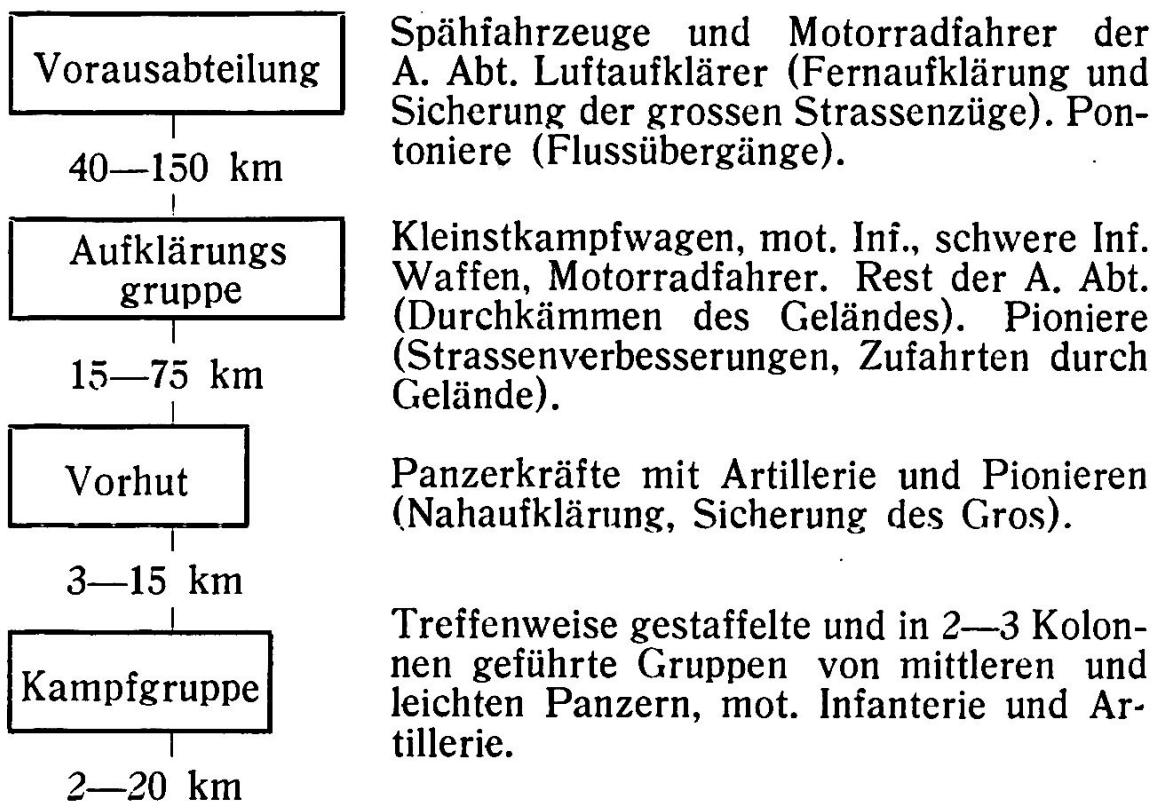 Vorausabteilung
Spähfahrzeuge und Motorradfahrer der
A. Abt. Luftaufklärer (Fernaufklärung und
Sicherung der grossen Strassenzüge). Pon-
toniere (Flussübergänge).
40—150 km
Aufklärungs
gruppe
Kleinstkampfwagen, mot. Inf., schwere Inf.
Waffen, Motorradfahrer. Rest der A. Abt.
(Durchkämmen des Geländes). Pioniere
(Strassenverbesserungen, Zufahrten durch
Gelände).
15—75 km
Vorhut
Panzerkräfte mit Artillerie und Pionieren
(Nahaufklärung, Sicherung des Gros).
3—15 km
Kampfgruppe
Treffenweise gestaffelte und in 2—3 Kolon-
nen geführte Gruppen von mittleren und
leichten Panzern, mot. Infanterie und Ar-
tillerie.
2—20 km